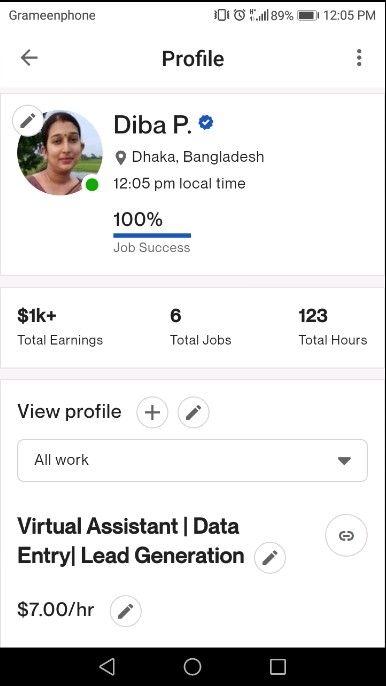 Grameenphone 89% 12:05 PM
Profile
Diba P.
Dhaka, Bangladesh
12:05 pm local time
100%
Job Success
$1k+ 6 123
Total Earnings Total Jobs Total Hours
View profile
All work
Virtual Assistant | Data
Entry| Lead Generation
$7.00/hr